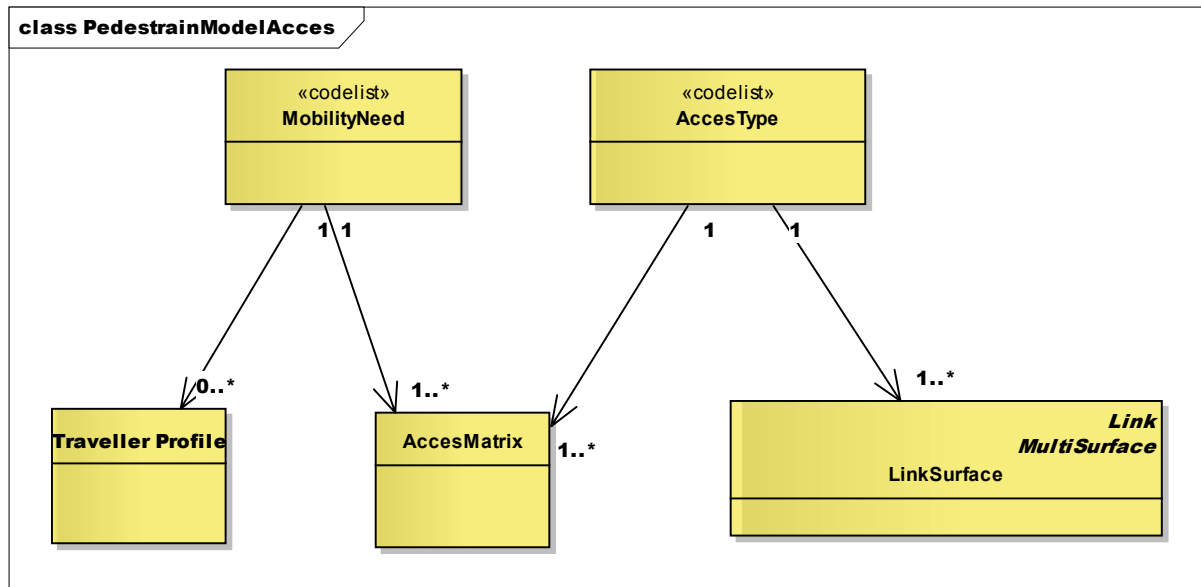 class PedestrainModelAcces
«codelist»
MobilityNeed
«codelist»
AccesType
1 1
1
1
0..*
1..*
1..*
1..*
Traveller Profile
AccesMatrix
Link
MultiSurface
LinkSurface